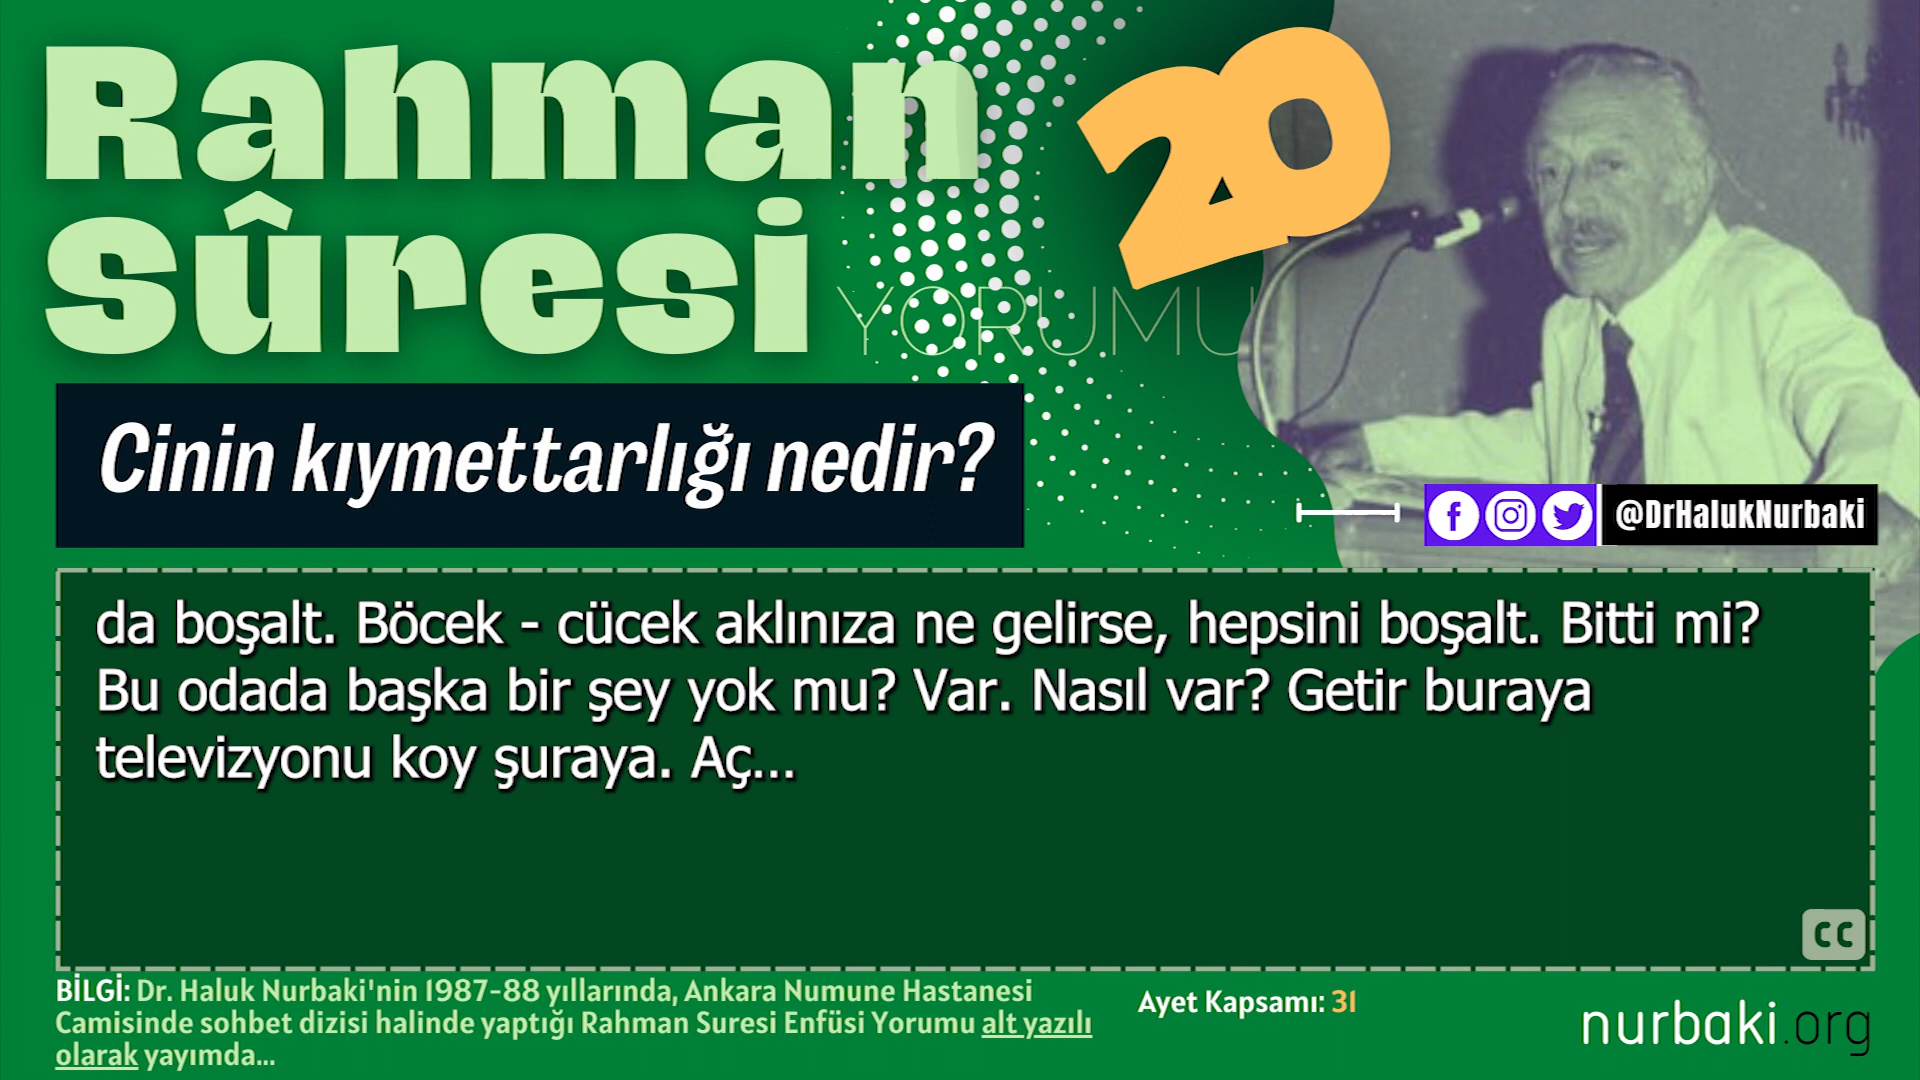 Rahman
Sûresi
20
YORUMU
Cinin kıymettarlığı nedir?
@DrHalukNurbaki
da boşalt. Böcek - cücek aklınıza ne gelirse, hepsini boşalt. Bitti mi?
Bu odada başka bir şey yok mu? Var. Nasıl var? Getir buraya
televizyonu koy şuraya. Aç...
CC
BİLGİ: Dr. Haluk Nurbaki'nin 1987-88 yıllarında, Ankara Numune Hastanesi
Camisinde sohbet dizisi halinde yaptığı Rahman Suresi Enfüsi Yorumu alt yazılı
olarak yayımda...
Ayet Kapsamı: 31
nurbaki.org